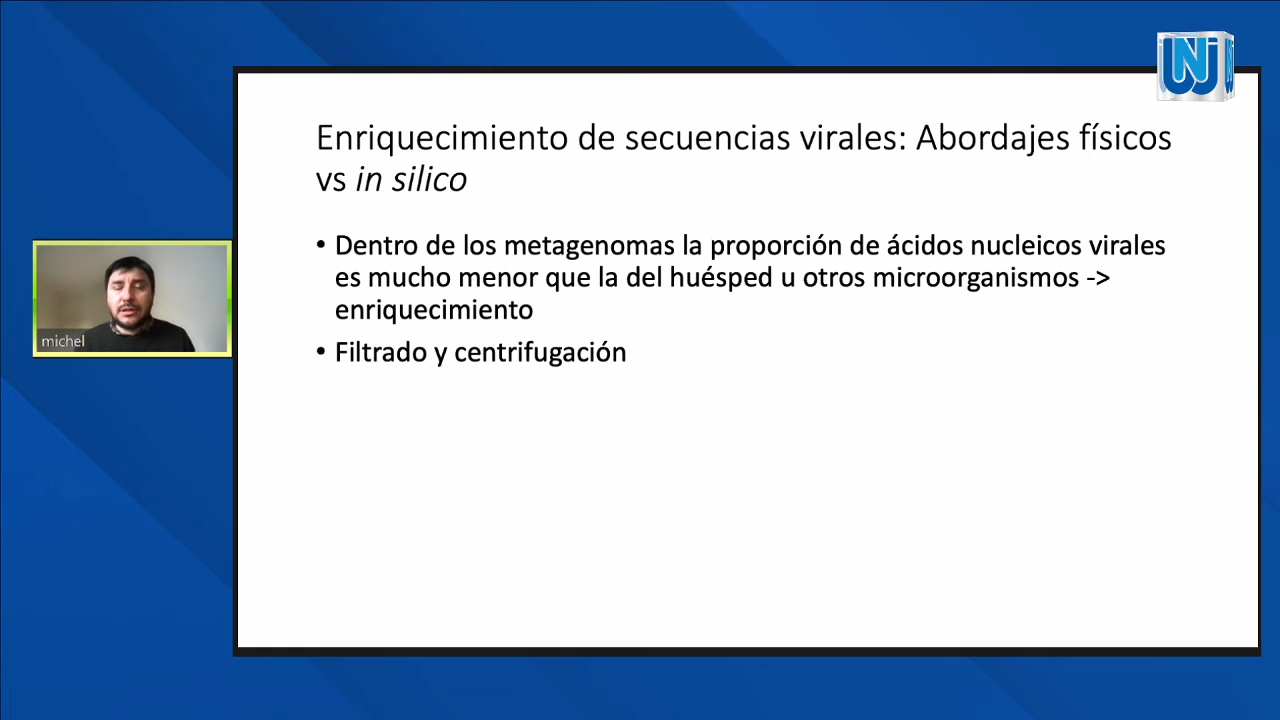 UNJ
Enriquecimiento de secuencias virales: Abordajes físicos
vs in silico
• Dentro de los metagenomas la proporción de ácidos nucleicos virales
es mucho menor que la del huésped u otros microorganismos ->
enriquecimiento
• Filtrado y centrifugación
michel